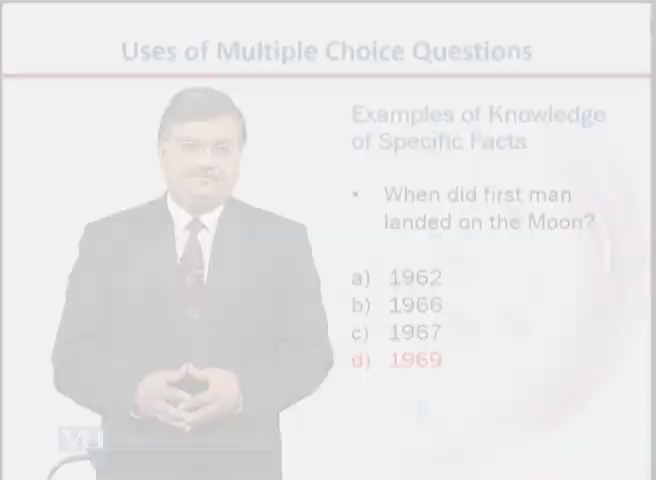 Uses of Multiple Choice Questions
Examples of Knowledge
of Specific Facts
• When did first man
landed on the Moon?
a) 1962
b) 1966
c) 1967
d) 1969